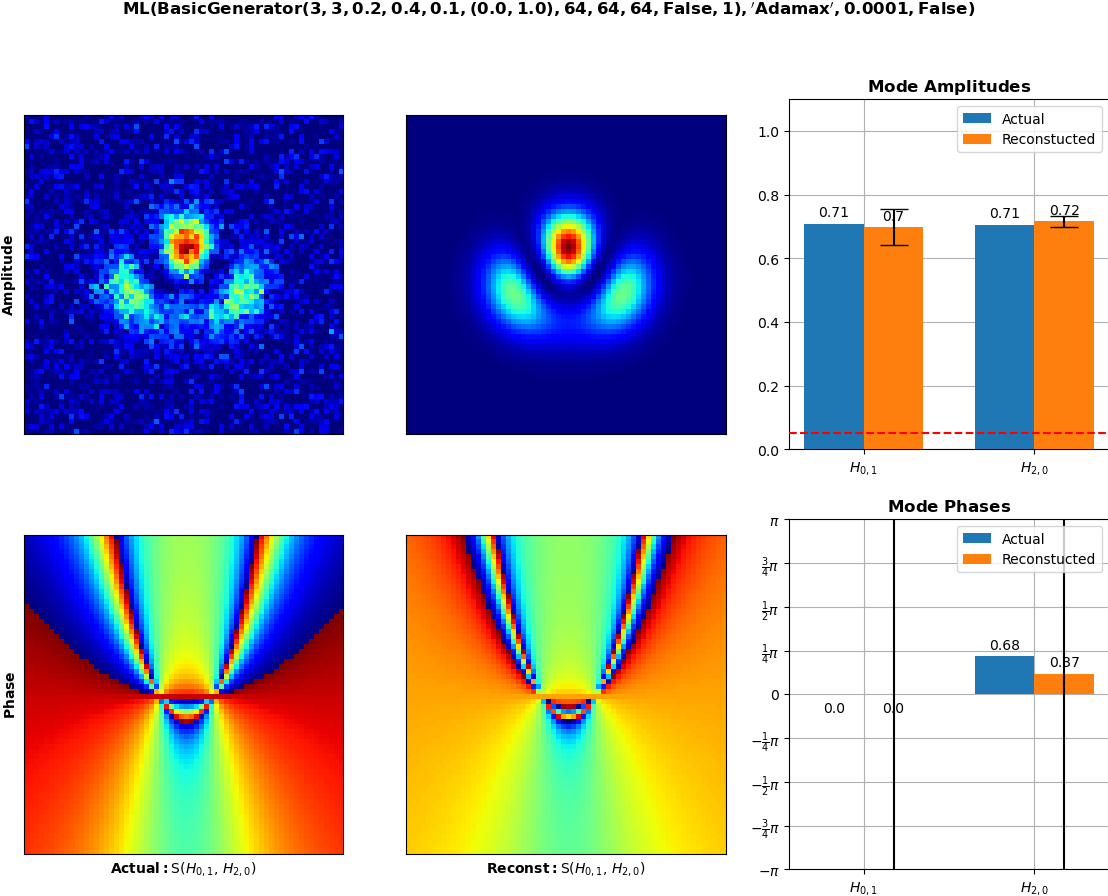 ML(BasicGenerator(3, 3, 0.2, 0.4, 0.1, (0.0, 1.0), 64, 64, 64, False, 1), ′Adamax′, 0.0001, False)
Amplitude
Mode Amplitudes
Actual
Reconstucted
1.0
0.8
0.6
0.4
0.2
0.0
0.71
0.7
0.71
0.72
H0, 1
H2, 0
Phase
Actual: S(H0, 1, H2, 0)
Reconst: S(H0, 1, H2, 0)
Mode Phases
Actual
Reconstucted
π
3/4π
1/2π
1/4π
0
−1/4π
−1/2π
−3/4π
−π
0.0
0.0
0.68
0.37
H0, 1
H2, 0